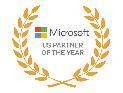 Microsoft
US PARTNER
OF THE YEAR